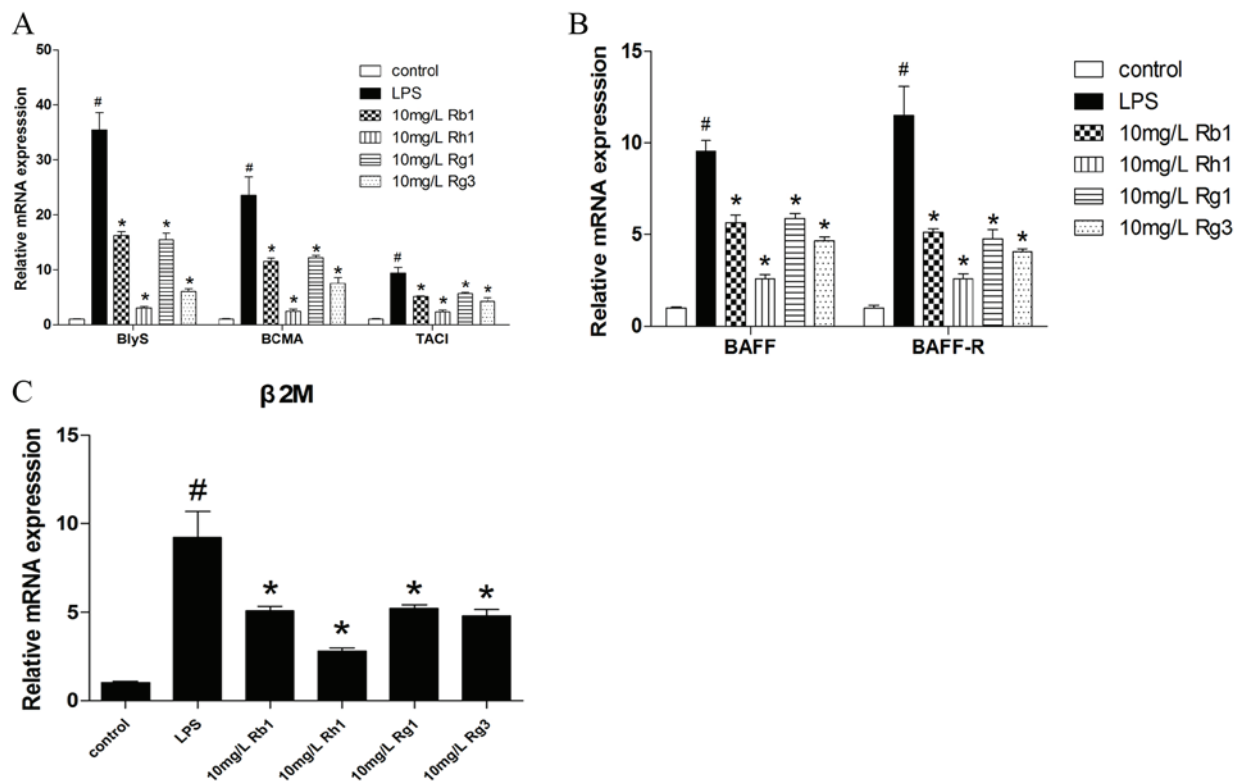 A
Relative mRNA expresssion
50
40
30
20
10
0
#
*
*
*
*
#
*
*
*
*
#
*
*
*
*
BlyS
BCMA
TACI
control
LPS
10mg/L Rb1
10mg/L Rh1
10mg/L Rg1
10mg/L Rg3
B
Relative mRNA expresssion
15
10
5
0
#
*
*
*
*
#
*
*
*
*
BAFF
BAFF-R
control
LPS
10mg/L Rb1
10mg/L Rh1
10mg/L Rg1
10mg/L Rg3
C
β2M
Relative mRNA expresssion
15
10
5
0
#
*
*
*
*
control
LPS
10mg/L Rb1
10mg/L Rh1
10mg/L Rg1
10mg/L Rg3